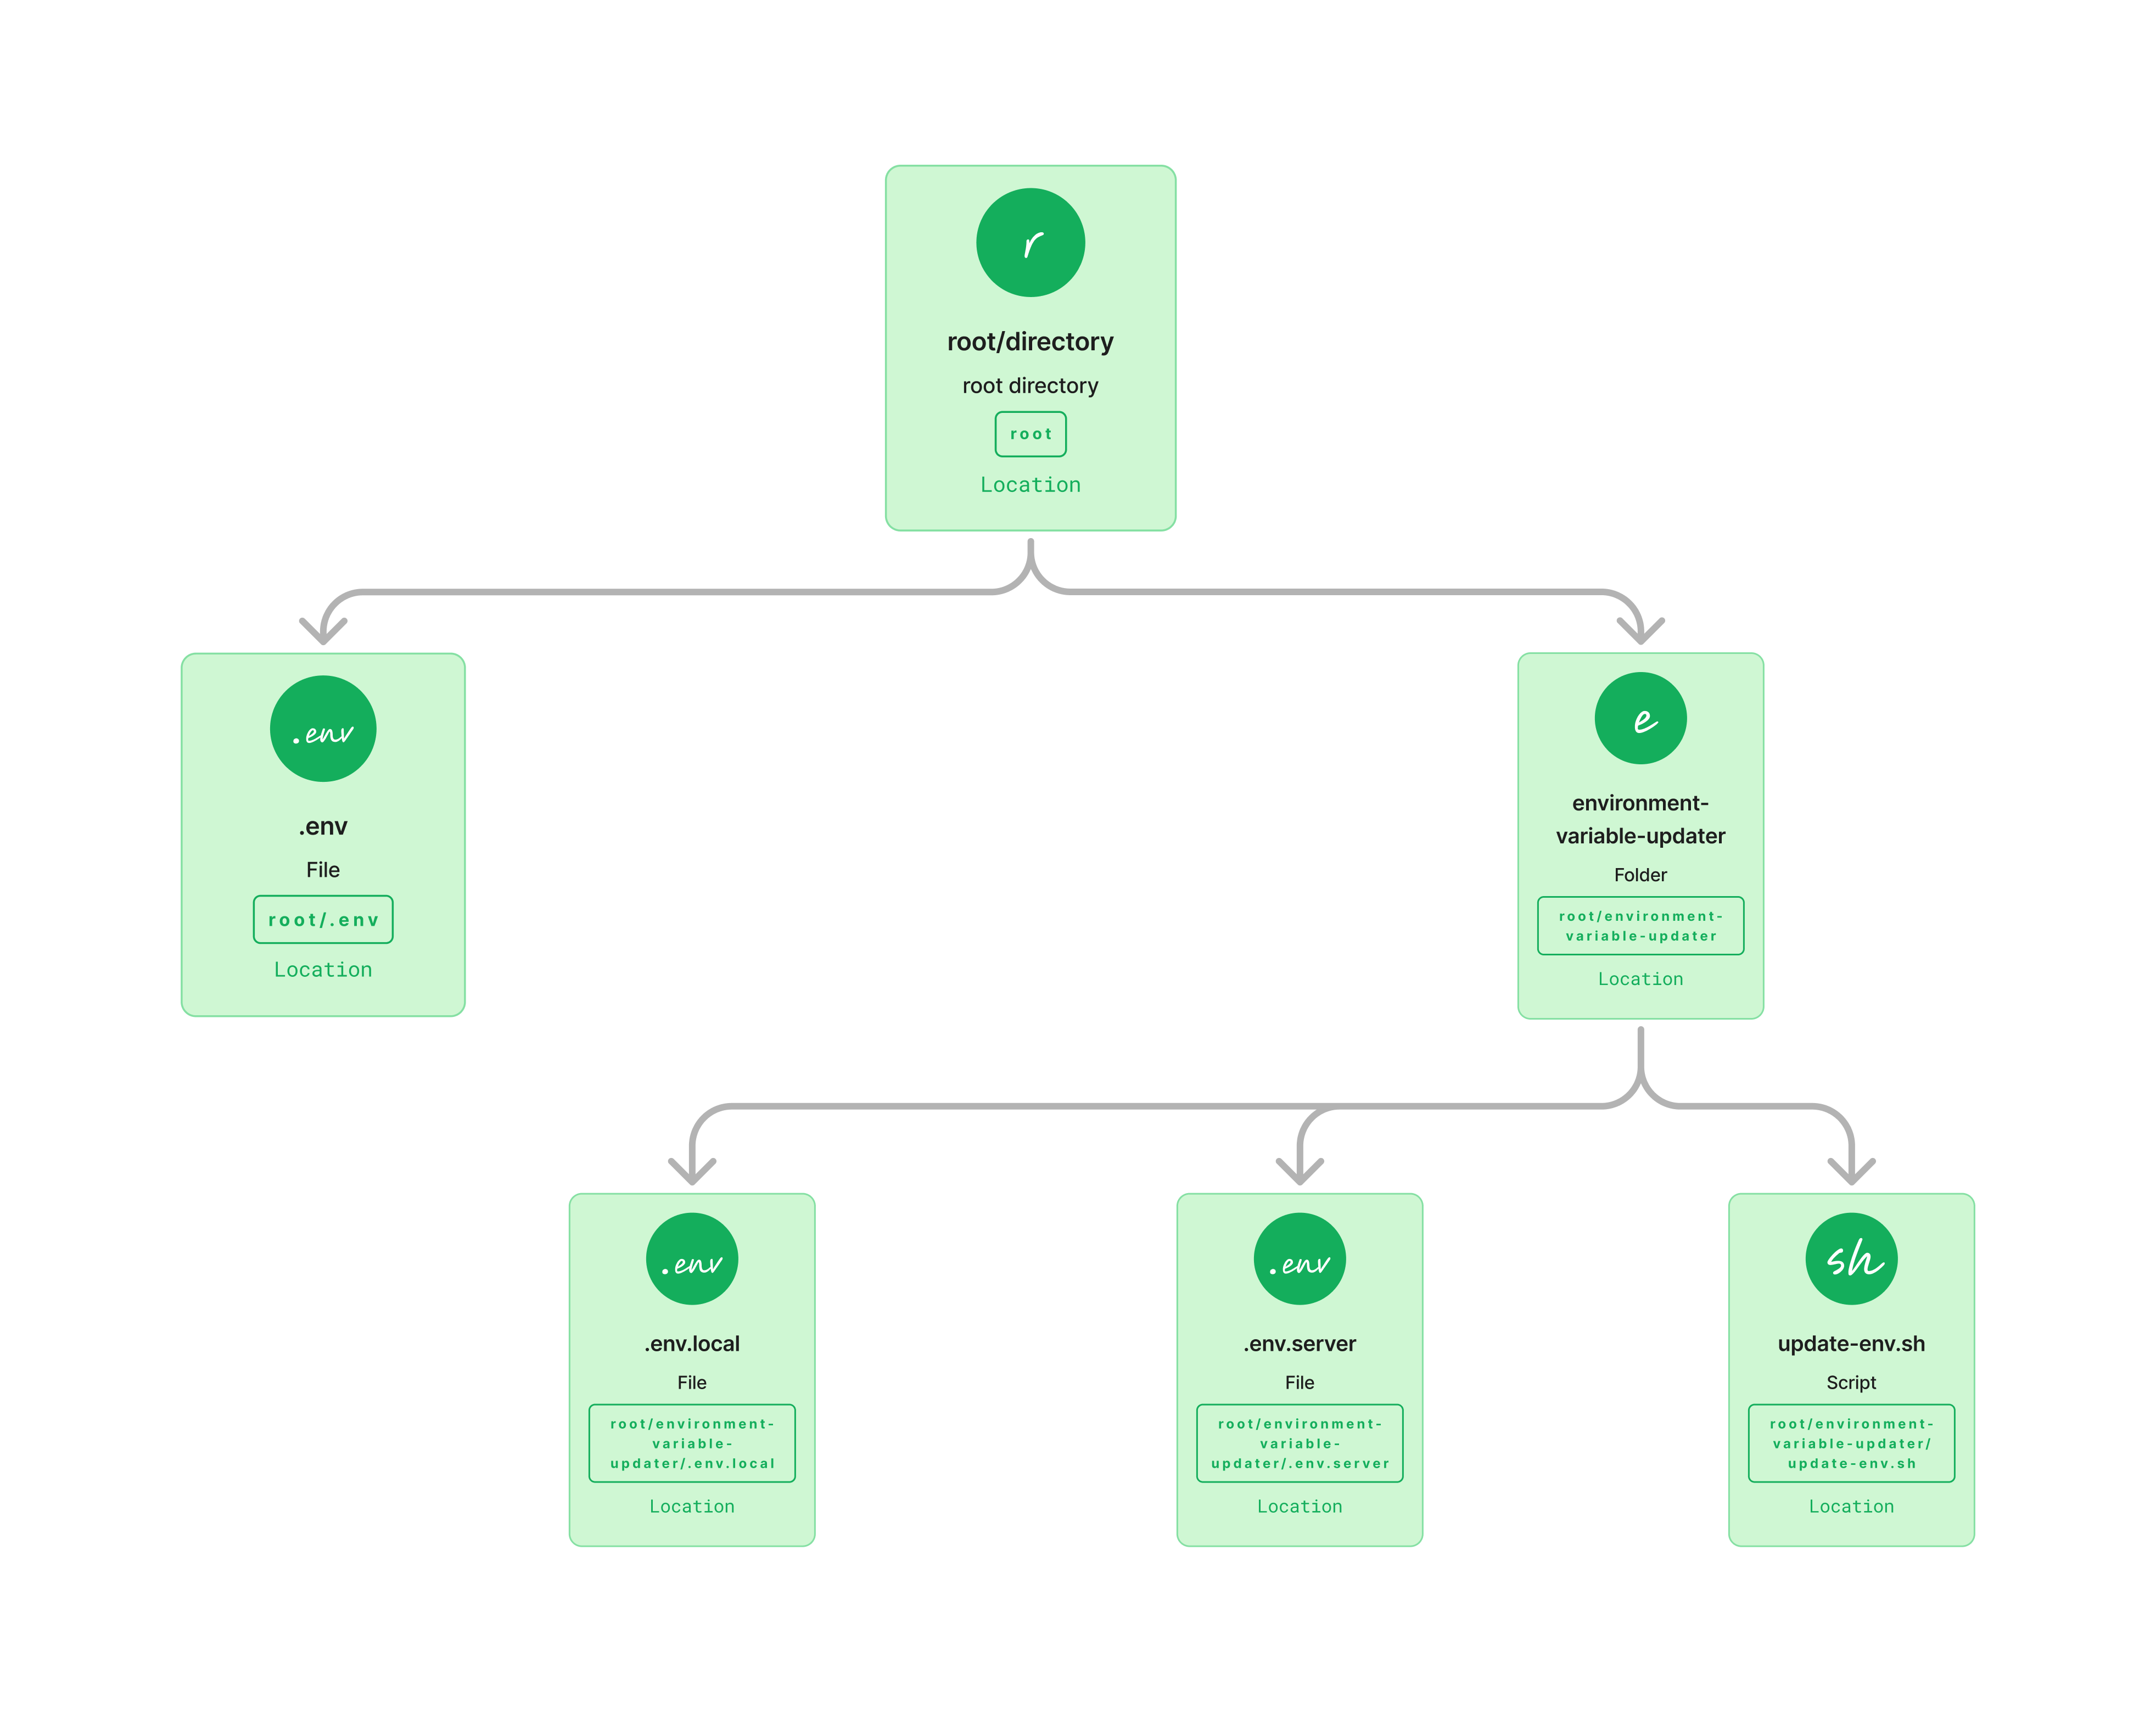 r
root/directory
root directory
root
Location
.env
.env
File
root/.env
Location
e
environment-
variable-updater
Folder
root/environment-
variable-updater
Location
.env
.env.local
File
root/environment-
variable-
updater/.env.local
Location
.env
.env.server
File
root/environment-
variable-
updater/.env.server
Location
sh
update-env.sh
Script
root/environment-
variable-updater/
update-env.sh
Location